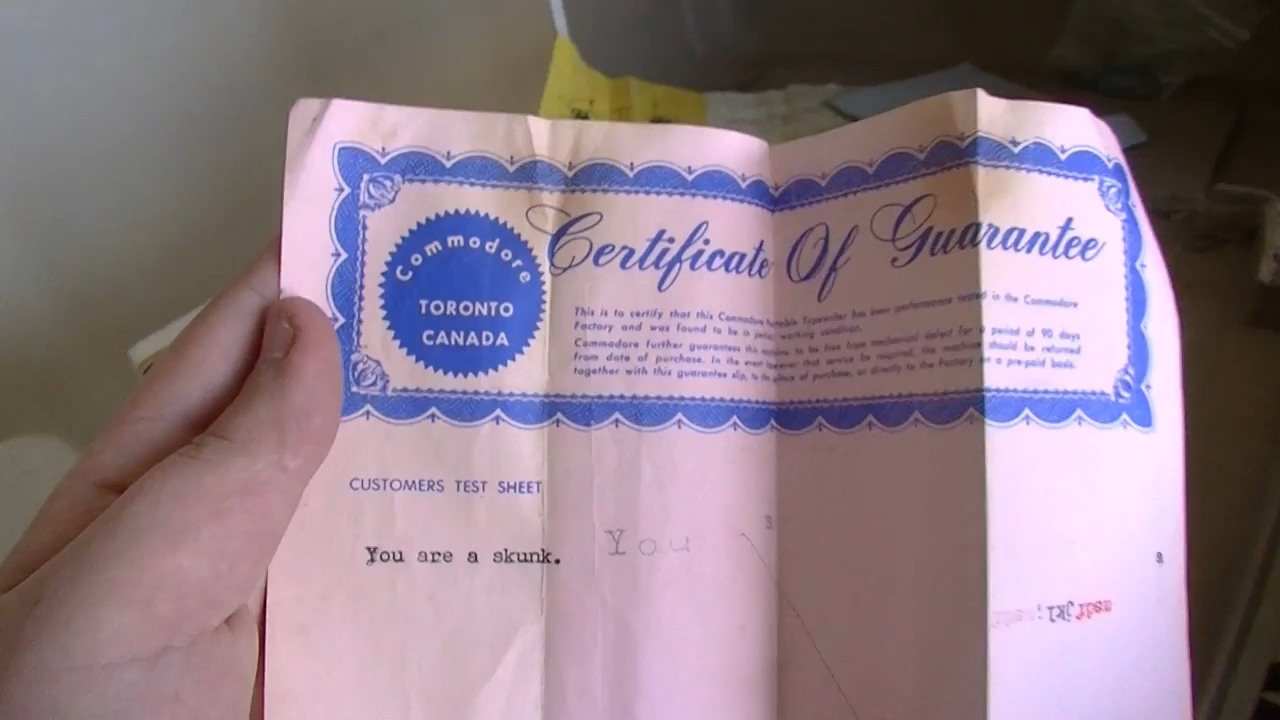 Commodore
TORONTO
CANADA
Certificate Of Guarantee
This is to certify that this Commodore Portable Typewriter has been performance tested in the Commodore
Factory and was found to be in perfect working condition.
Commodore further guarantees this machine to be free from mechanical defect for a period of 90 days
from date of purchase. In the event however that service be required, the machine should be returned
together with this guarantee slip, to the place of purchase, or directly to the Factory on a pre-paid basis.
CUSTOMERS TEST SHEET
You are a skunk. You
asdf jkl;